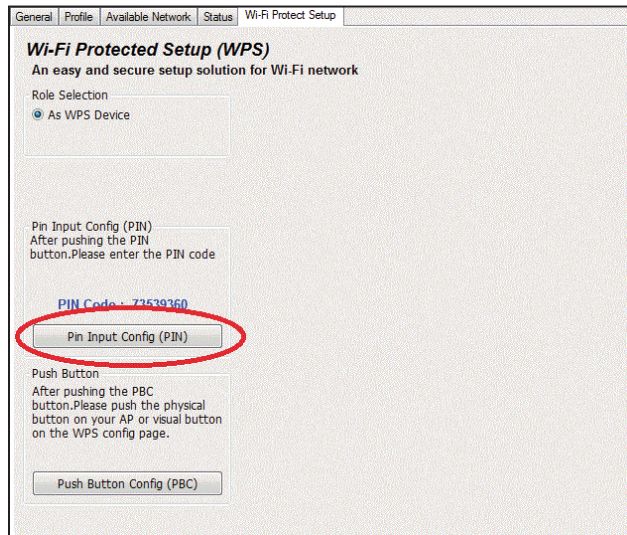 General Profile Available Network Status Wi-Fi Protect Setup
Wi-Fi Protected Setup (WPS)
An easy and secure setup solution for Wi-Fi network
Role Selection
As WPS Device
Pin Input Config (PIN)
After pushing the PIN
button.Please enter the PIN code
PIN Code : 73539360
Pin Input Config (PIN)
Push Button
After pushing the PBC
button.Please push the physical
button on your AP or visual button
on the WPS config page.
Push Button Config (PBC)